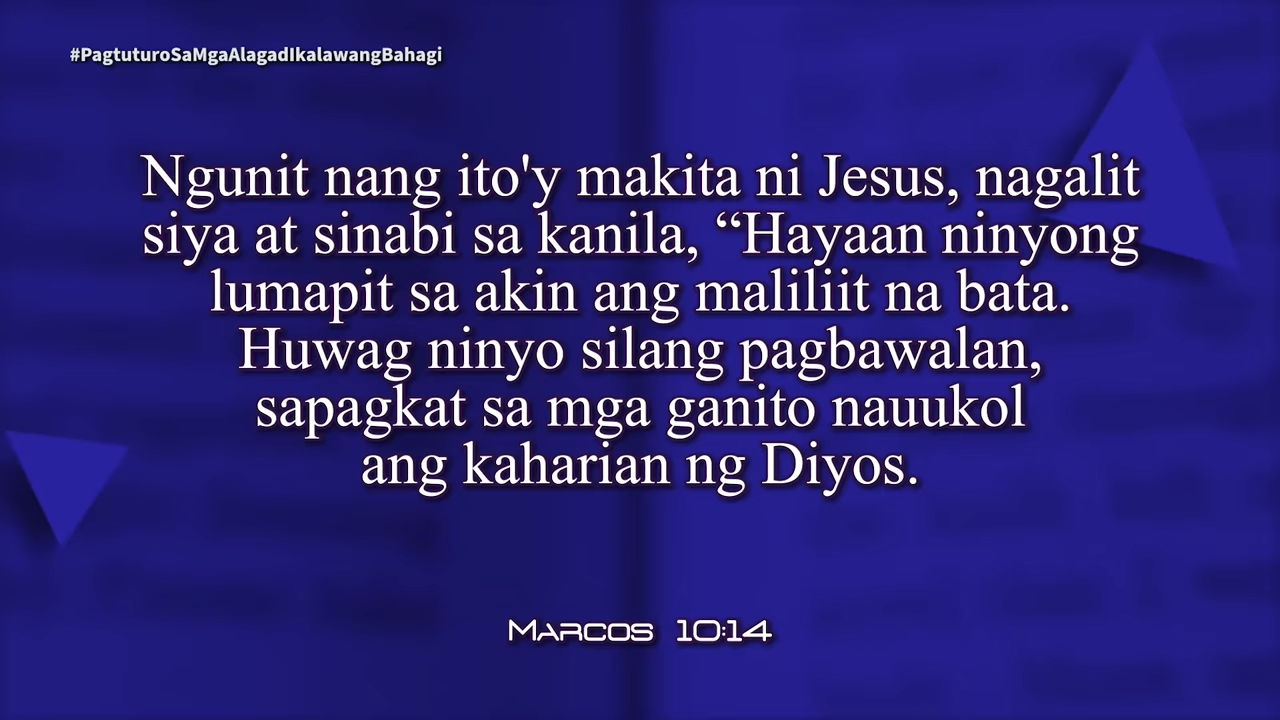 #PagtuturoSaMgaAlagadIkalawangBahagi
Ngunit nang ito'y makita ni Jesus, nagalit
siya at sinabi sa kanila, “Hayaan ninyong
lumapit sa akin ang maliliit na bata.
Huwag ninyo silang pagbawalan,
sapagkat sa mga ganito nauukol
ang kaharian ng Diyos.
Marcos 10:14